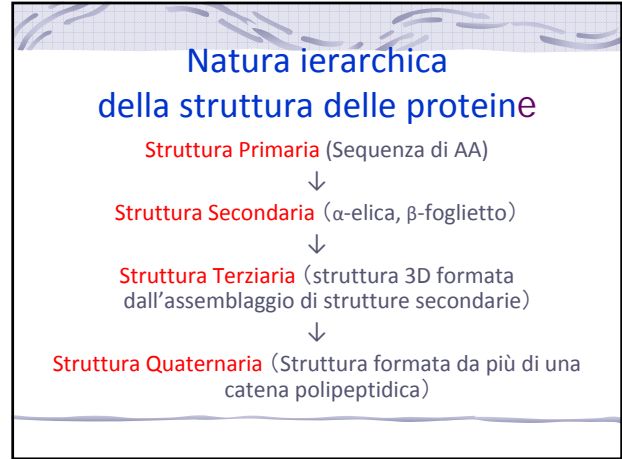 Natura ierarchica
della struttura delle proteine
Struttura Primaria (Sequenza di AA)
↓
Struttura Secondaria（α-elica, β-foglietto）
↓
Struttura Terziaria（struttura 3D formata
dall'assemblaggio di strutture secondarie）
↓
Struttura Quaternaria（Struttura formata da più di una
catena polipeptidica）